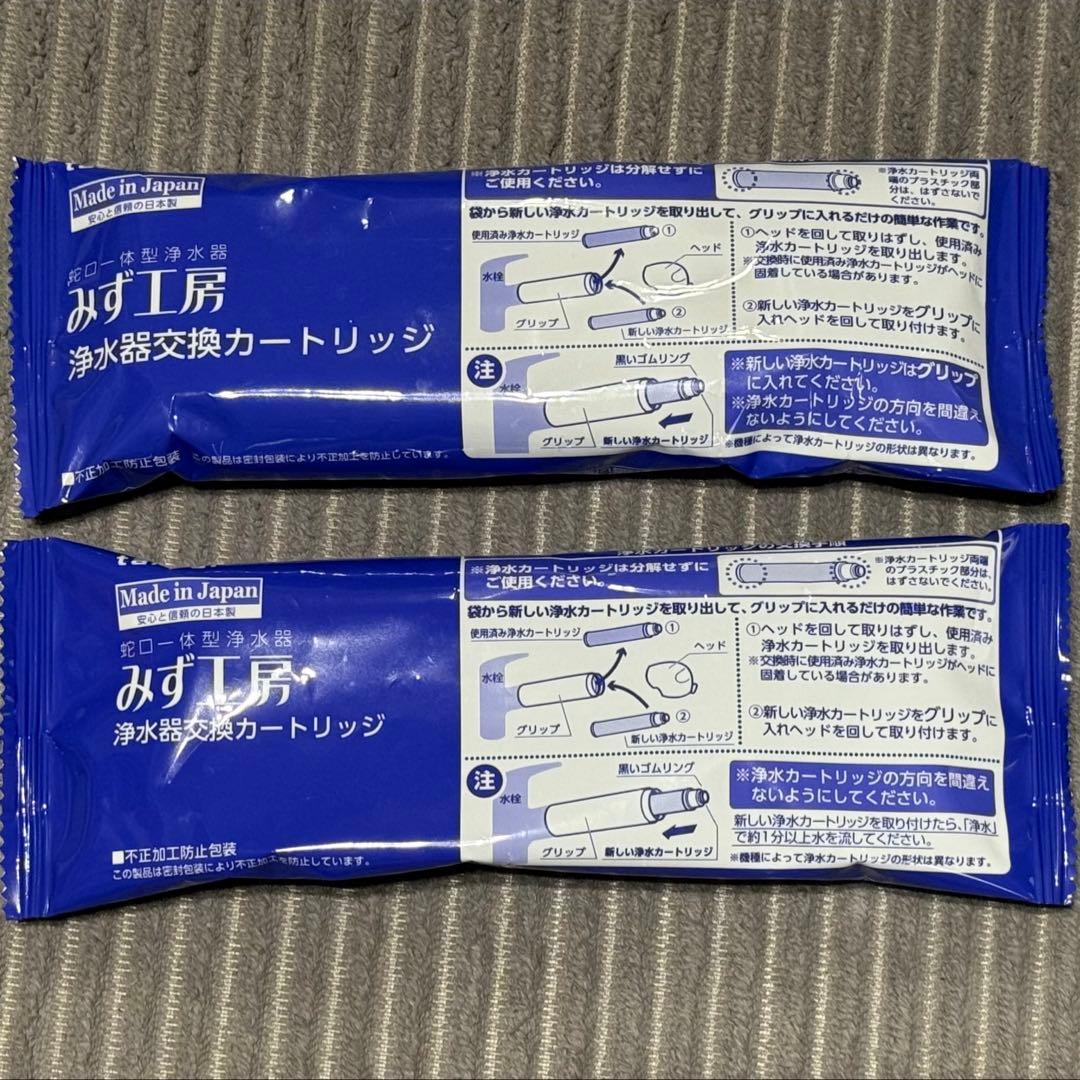 Made in Japan
安心と信頼の日本製
蛇口一体型浄水器
みず工房
浄水器交換カートリッジ
■不正加工防止包装
この製品は密封包装により不正加工を防止しています。
※浄水カートリッジは分解せずに
ご使用ください。
※浄水カートリッジ両
端のプラスチック部
分は、はずさないで
ください。
袋から新しい浄水カートリッジを取り出して、グリップに入れるだけの簡単な作業です。
使用済み浄水カートリッジ
①
ヘッド
水栓
グリップ
②
新しい浄水カートリッジ
①ヘッドを回して取りはずし、使用済み
浄水カートリッジを取り出します。
※交換時に使用済み浄水カートリッジがヘッドに
固着している場合があります。
②新しい浄水カートリッジをグリップに
入れヘッドを回して取り付けます。
注
水栓
黒いゴムリング
グリップ
新しい浄水カートリッジ
※新しい浄水カートリッジはグリップ
に入れてください。
※浄水カートリッジの方向を間違え
ないようにしてください。
※機種によって浄水カートリッジの形状は異なります。
Made in Japan
安心と信頼の日本製
蛇口一体型浄水器
みず工房
浄水器交換カートリッジ
■不正加工防止包装
この製品は密封包装により不正加工を防止しています。
浄水カートリッジの交換手順
※浄水カートリッジは分解せずに
ご使用ください。
※浄水カートリッジ両端
のプラスチック部分は、
はずさないでください。
袋から新しい浄水カートリッジを取り出して、グリップに入れるだけの簡単な作業です。
使用済み浄水カートリッジ
①
ヘッド
水栓
グリップ
②
新しい浄水カートリッジ
①ヘッドを回して取りはずし、使用済み
浄水カートリッジを取り出します。
※交換時に使用済み浄水カートリッジがヘッドに
固着している場合があります。
②新しい浄水カートリッジをグリップに
入れヘッドを回して取り付けます。
注
水栓
黒いゴムリング
グリップ
新しい浄水カートリッジ
※浄水カートリッジの方向を間違え
ないようにしてください。
新しい浄水カートリッジを取り付けたら、「浄水」
で約1分以上水を流してください。
※機種によって浄水カートリッジの形状は異なります。